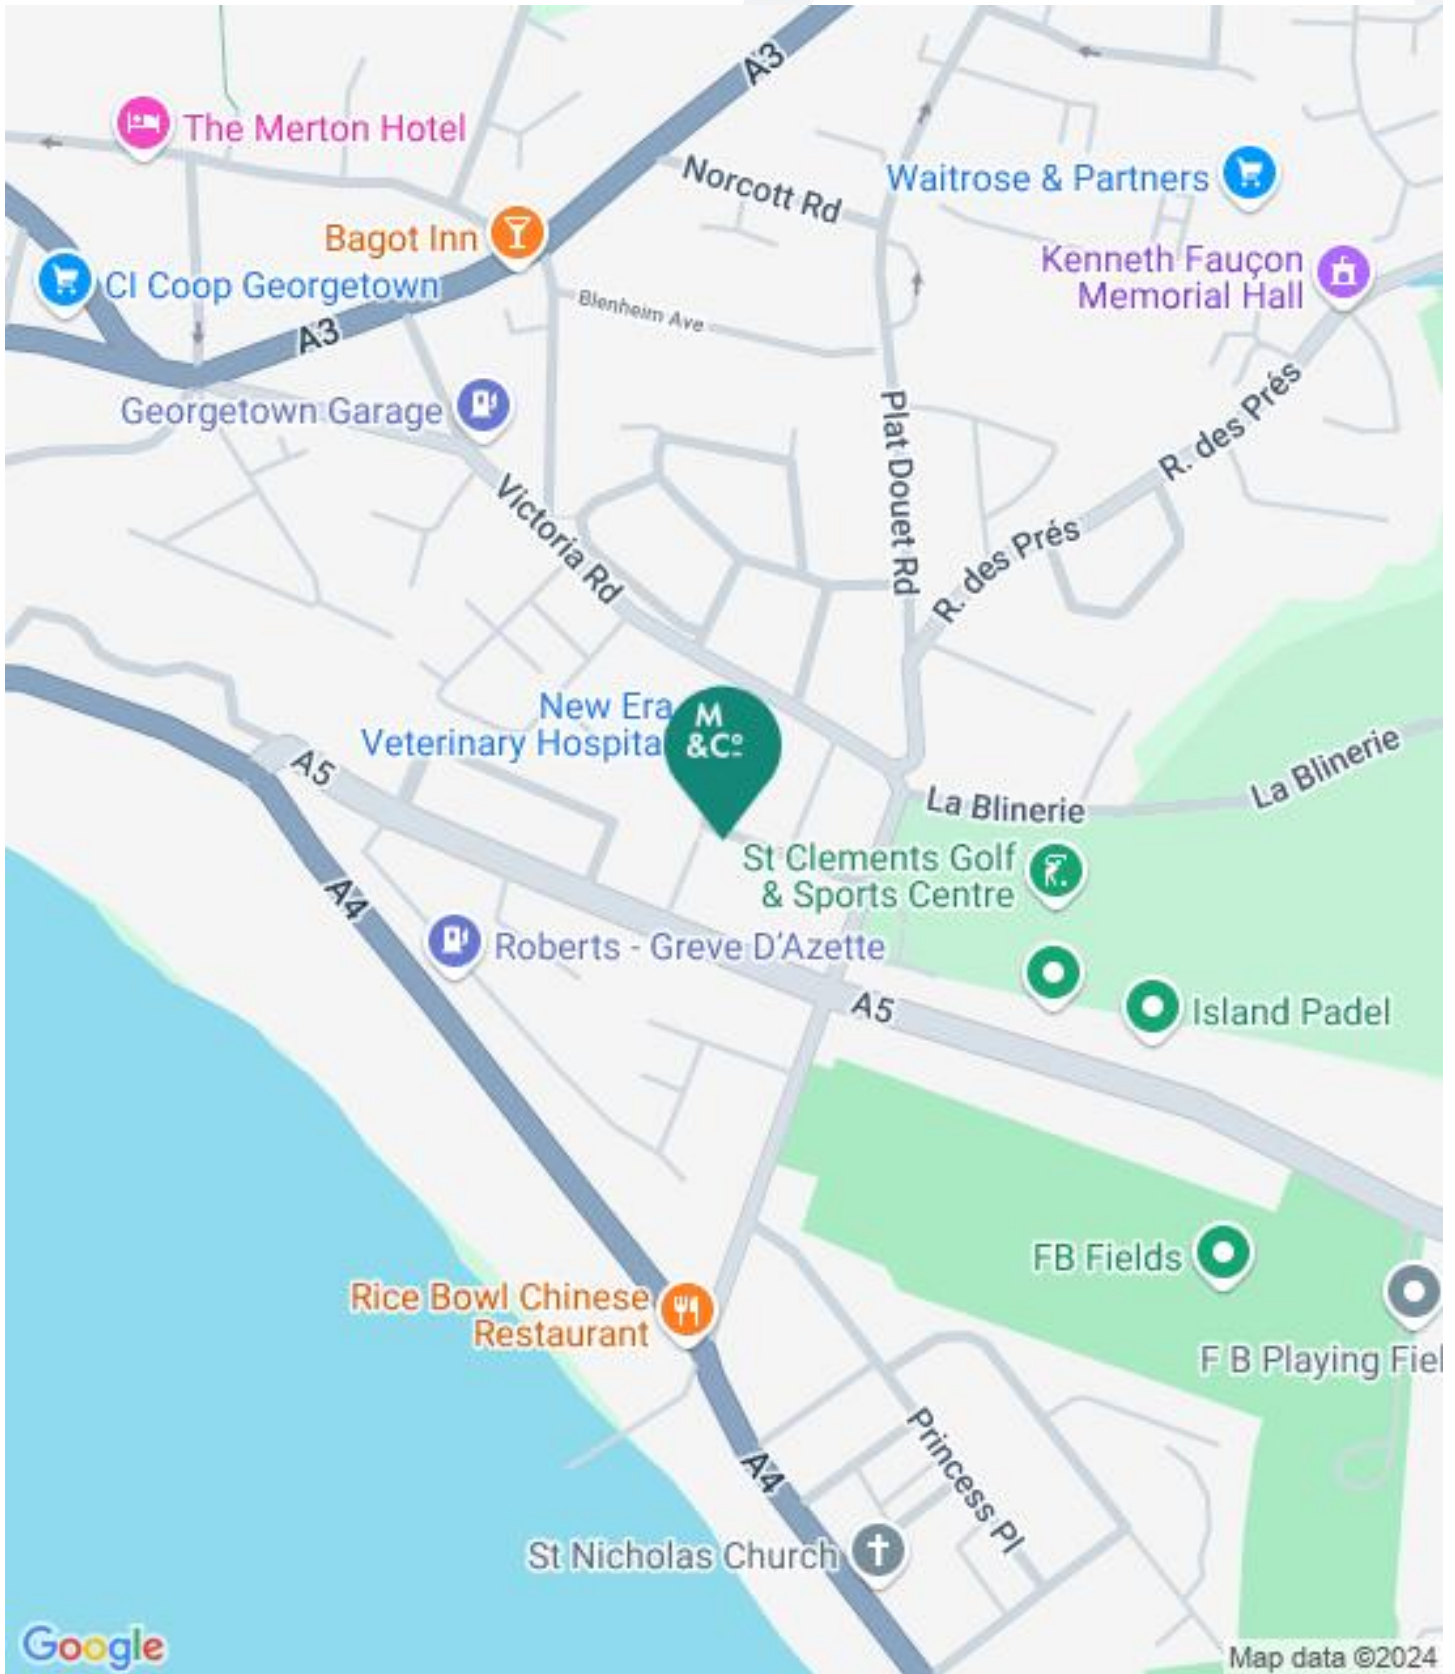 A3
The Merton Hotel
Norcott Rd
Waitrose & Partners
Bagot Inn
Kenneth Fauçon
Memorial Hall
CI Coop Georgetown
Blenheim Ave
A3
Georgetown Garage
Plat Douet Rd
R. des Prés
Victoria Rd
R. des Prés
New Era
Veterinary Hospital
M
&Co
A5
La Blinerie
La Blinerie
St Clements Golf
& Sports Centre
A4
Roberts - Greve D'Azette
A5
Island Padel
FB Fields
Rice Bowl Chinese
Restaurant
F B Playing Fiel
Princess Pl
A4
St Nicholas Church
Google
Map data ©2024